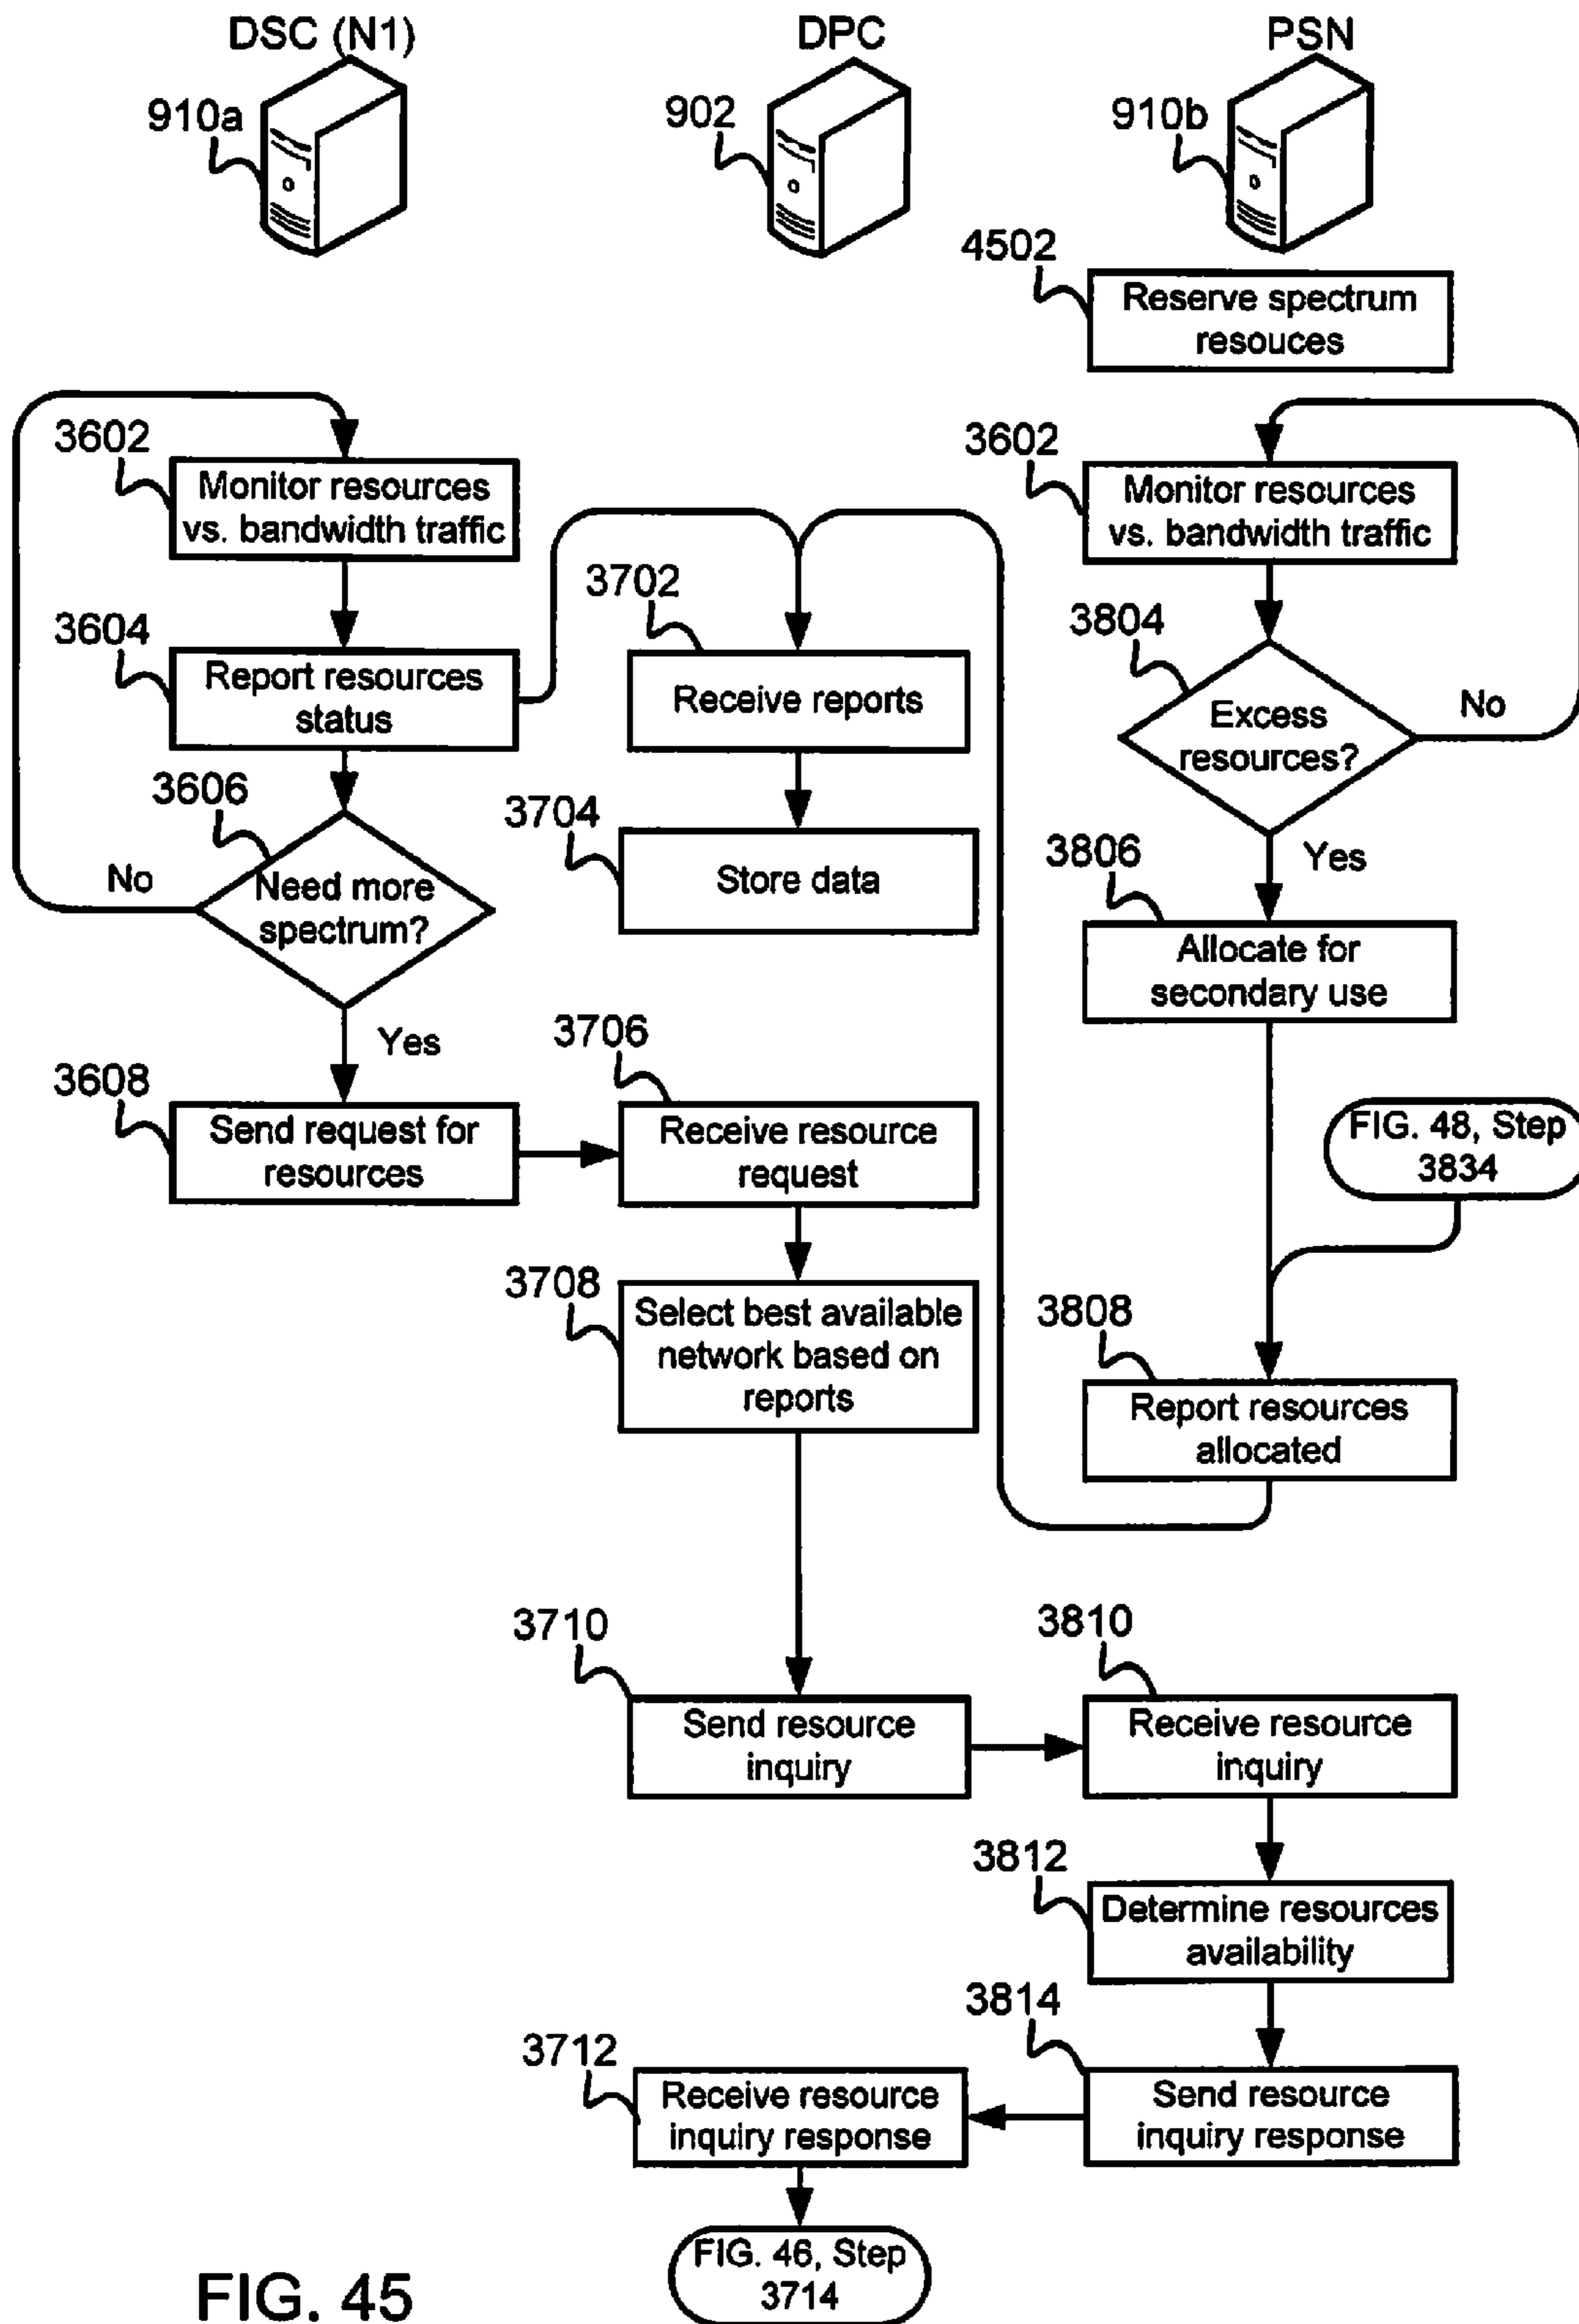 DSC (N1)
DPC
PSN
910a
902
910b
4502
Reserve spectrum
resouces
3602
Monitor resources
vs. bandwidth traffic
3602
Monitor resources
vs. bandwidth traffic
3604
Report resources
status
3702
Receive reports
3804
Excess
resources?
No
Yes
3606
Need more
spectrum?
No
Yes
3704
Store data
3806
Allocate for
secondary use
3608
Send request for
resources
3706
Receive resource
request
FIG. 48, Step
3834
3708
Select best available
network based on
reports
3808
Report resources
allocated
3710
Send resource
inquiry
3810
Receive resource
inquiry
3812
Determine resources
availability
3814
Send resource
inquiry response
3712
Receive resource
inquiry response
FIG. 46, Step
3714
FIG. 45